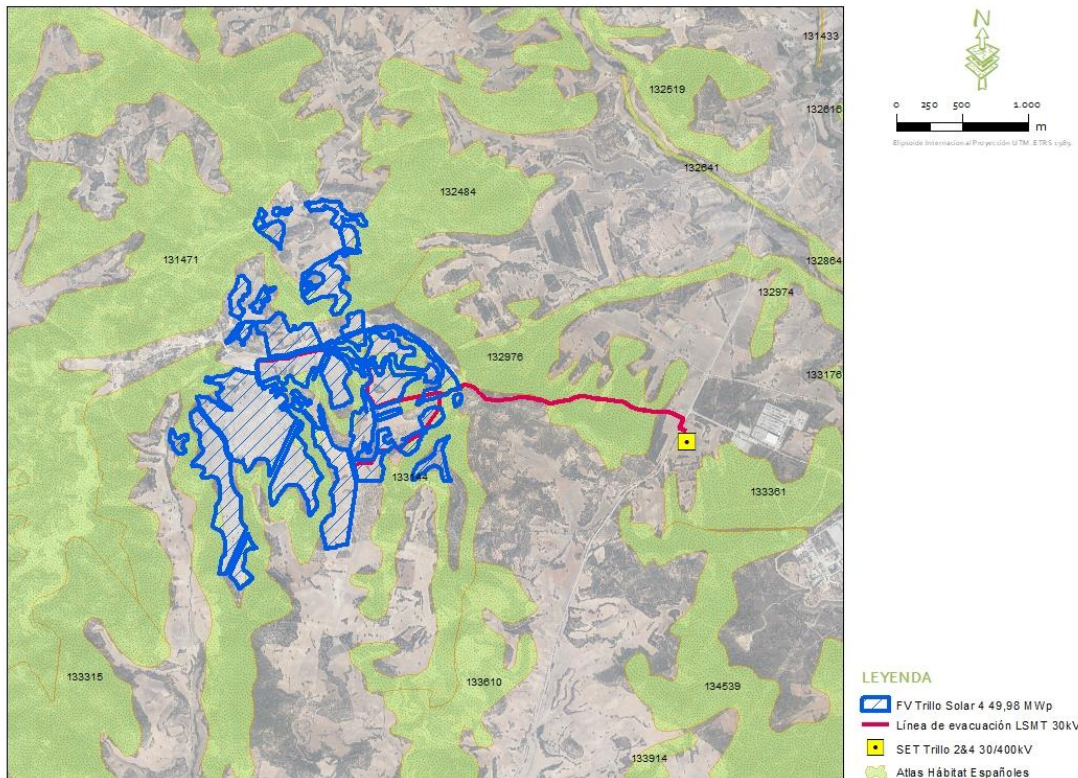 N
0 250 500 1.000
m
Elipsoide Internacional Proyección UTM. ETRS 1989.
131433
132519
132616
132641
132484
131471
132864
132974
132976
133176
133144
133361
133315
133610
134539
133914
LEYENDA
FV Trillo Solar 4 49,98 MWp
Línea de evacuación LSMT 30kV
SET Trillo 2&4 30/400kV
Atlas Hábitat Españoles